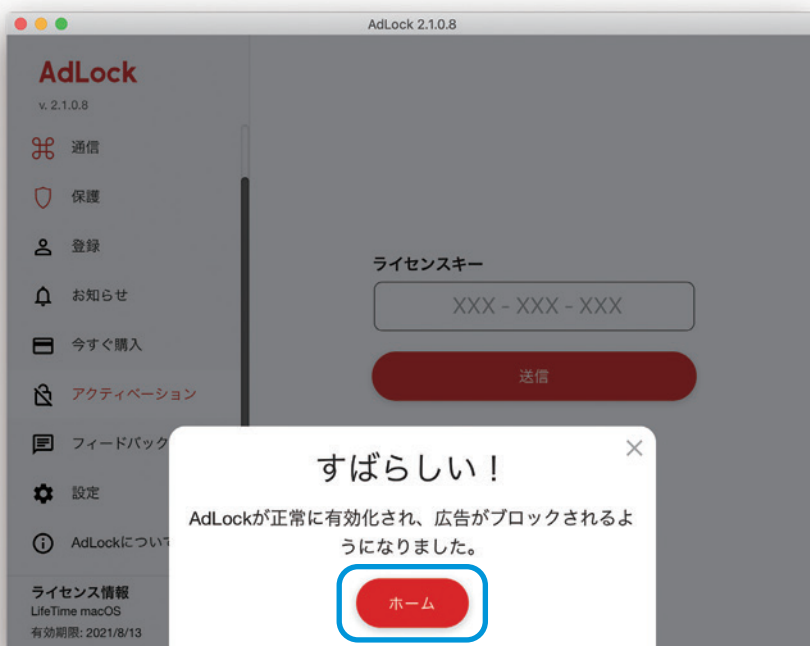 AdLock 2.1.0.8
AdLock
v. 2.1.0.8
通信
保護
登録
お知らせ
今すぐ購入
アクティベーション
フィードバック
設定
AdLockについて
ライセンス情報
LifeTime macOS
有効期限: 2021/8/13
ライセンスキー
XXX - XXX - XXX
送信
すばらしい！
AdLockが正常に有効化され、広告がブロックされるよ
うになりました。
ホーム